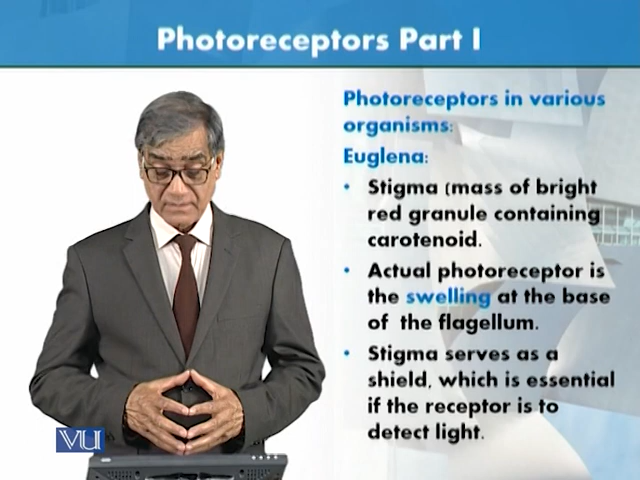 Photoreceptors Part I
Photoreceptors in various
organisms:
Euglena:
• Stigma (mass of bright
red granule containing
carotenoid.
• Actual photoreceptor is
the swelling at the base
of the flagellum.
• Stigma serves as a
shield, which is essential
if the receptor is to
detect light.
VU